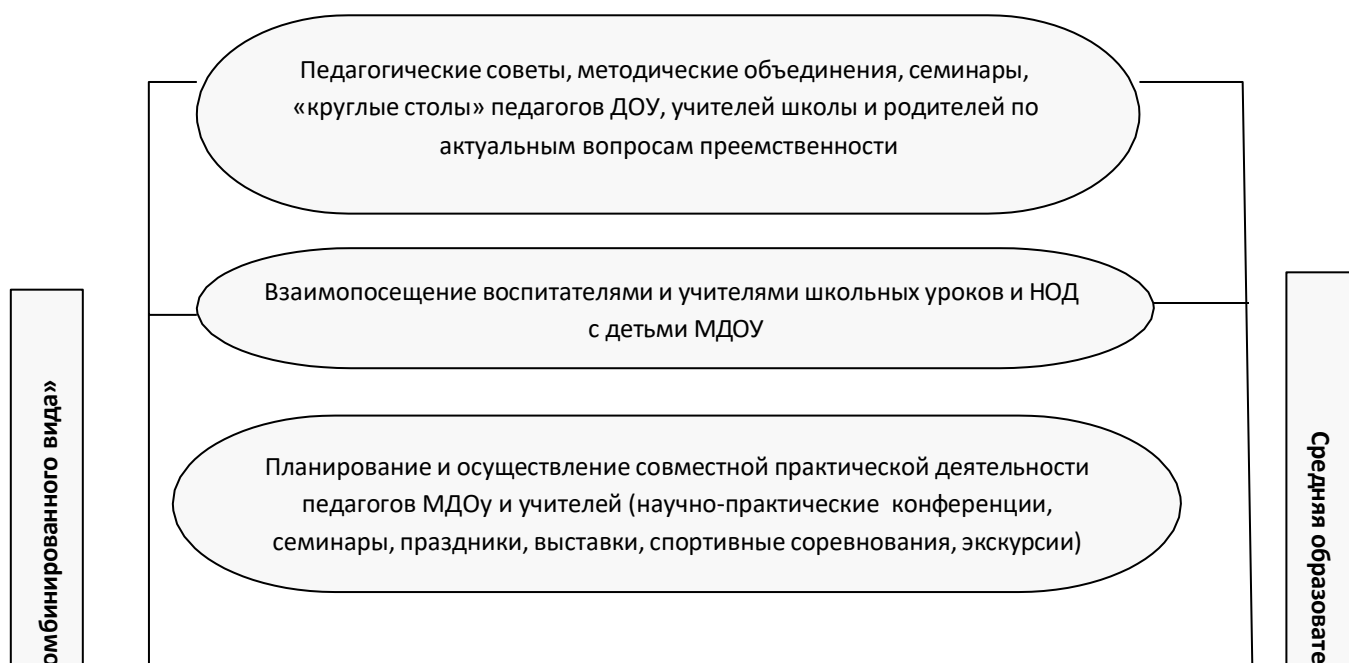 Педагогические советы, методические объединения, семинары,
«круглые столы» педагогов ДОУ, учителей школы и родителей по
актуальным вопросам преемственности
Взаимопосещение воспитателями и учителями школьных уроков и НОД
с детьми МДОУ
Планирование и осуществление совместной практической деятельности
педагогов МДОу и учителей (научно-практические конференции,
семинары, праздники, выставки, спортивные соревнования, экскурсии)
омбинированного вида»
Средняя образовате